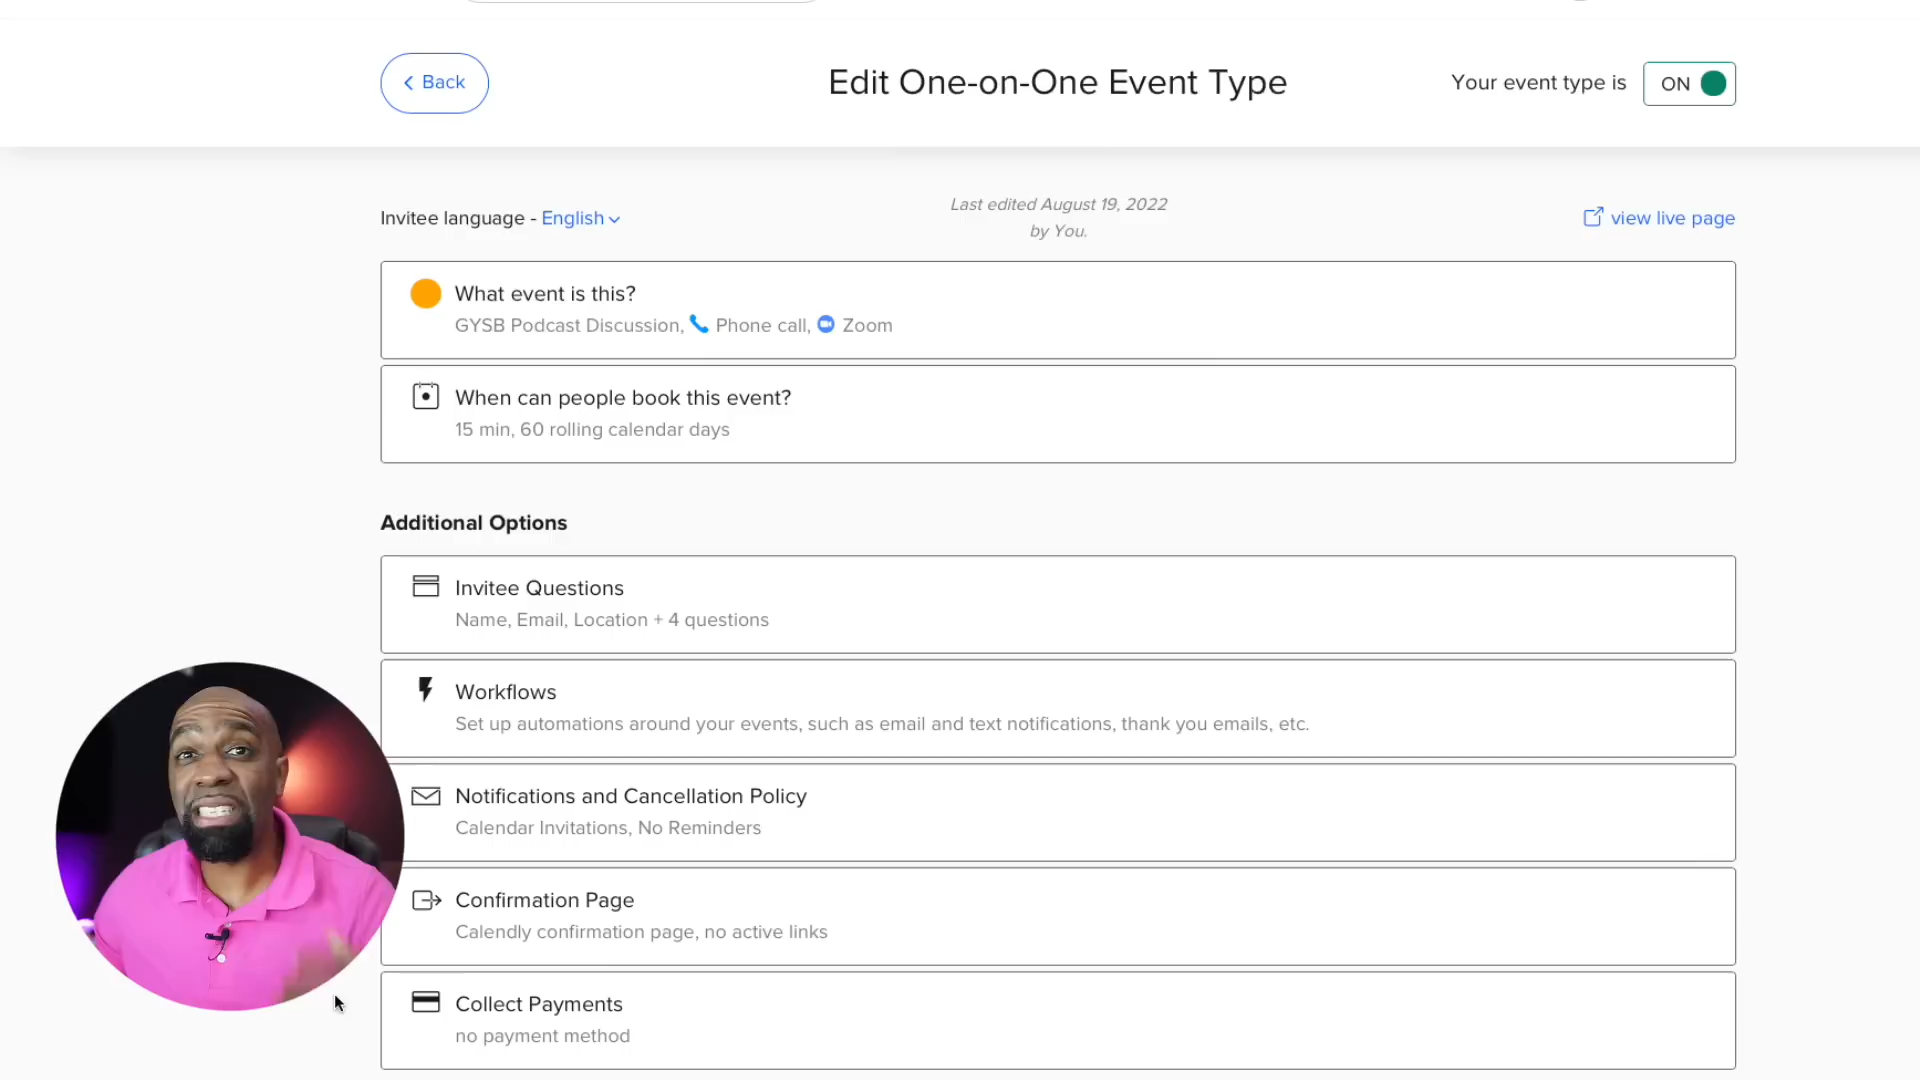 Back
Edit One-on-One Event Type
Your event type is ON
Invitee language - English
Last edited August 19, 2022
by You.
view live page
What event is this?
GYSB Podcast Discussion, Phone call, Zoom
When can people book this event?
15 min, 60 rolling calendar days
Additional Options
Invitee Questions
Name, Email, Location + 4 questions
Workflows
Set up automations around your events, such as email and text notifications, thank you emails, etc.
Notifications and Cancellation Policy
Calendar Invitations, No Reminders
Confirmation Page
Calendly confirmation page, no active links
Collect Payments
no payment method